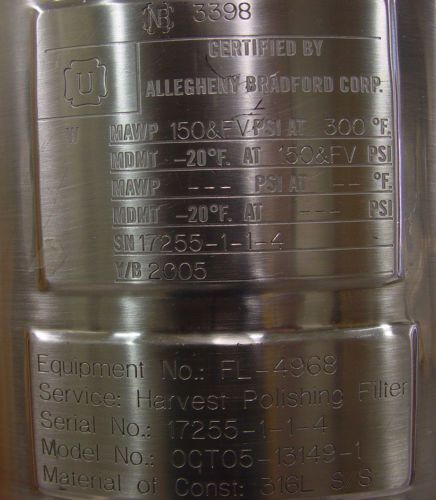 NB 3398
U
CERTIFIED BY
ALLEGHENY BRADFORD CORP.
W
MAWP 150&FV PSI AT 300 °F.
MDMT -20°F. AT 150&FV PSI
MAWP --- PSI AT -- °F.
MDMT -20°F. AT --- PSI
S/N 17255-1-1-4
Y/B 2005
Equipment No.: FL-4968
Service: Harvest Polishing Filter
Serial No.: 17255-1-1-4
Model No.: 0QT05-13149-1
Material of Const: 316L S/S